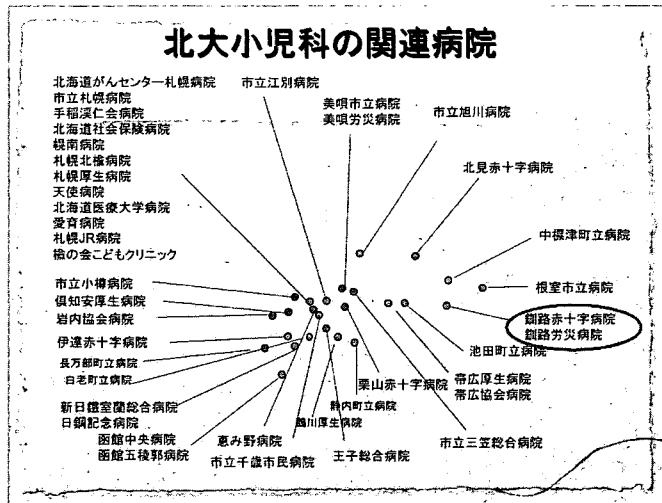 北大小児科の関連病院
北海道がんセンター札幌病院
市立札幌病院
手稲渓仁会病院
北海道社会保険病院
幌南病院
札幌北楡病院
札幌厚生病院
天使病院
北海道医療大学病院
愛育病院
札幌JR病院
楡の会こどもクリニック
市立江別病院
美唄市立病院
美唄労災病院
市立旭川病院
北見赤十字病院
中標津町立病院
根室市立病院
釧路赤十字病院
釧路労災病院
市立小樽病院
倶知安厚生病院
岩内協会病院
伊達赤十字病院
長万部町立病院
白老町立病院
新日鐵室蘭総合病院
日鋼記念病院
函館中央病院
函館五稜郭病院
恵み野病院
市立千歳市民病院
鵡川厚生病院
王子総合病院
静内町立病院
栗山赤十字病院
市立三笠総合病院
帯広厚生病院
帯広協会病院
池田町立病院